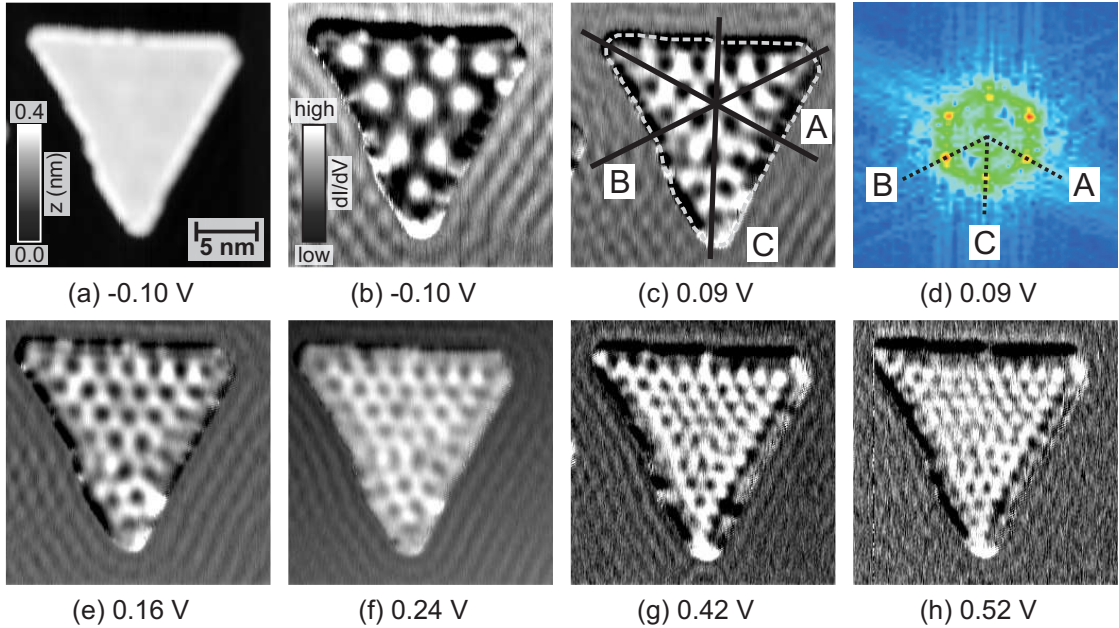 0.4
z (nm)
0.0
5 nm
high
dI/dV
low
A
B
C
B
A
C
(a) -0.10 V
(b) -0.10 V
(c) 0.09 V
(d) 0.09 V
(e) 0.16 V
(f) 0.24 V
(g) 0.42 V
(h) 0.52 V